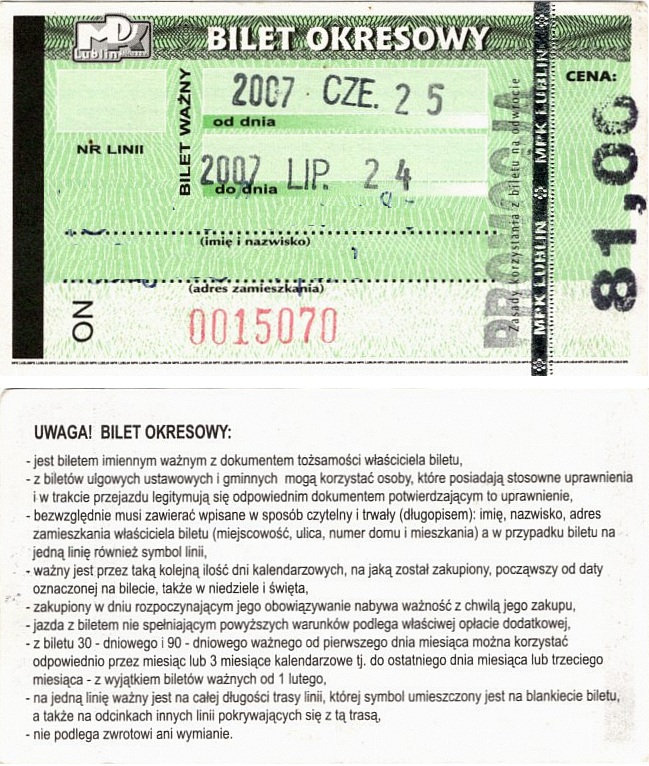 MPK
Lublin
BILET OKRESOWY
NR LINII
BILET WAŻNY
2007 CZE. 25
od dnia
2007 LIP. 24
do dnia
(imię i nazwisko)
(adres zamieszkania)
ON
0015070
PROMOCJA
Zasady korzystania z biletu na odwrocie
MPK LUBLIN MPK LUBLIN
CENA:
81,00
UWAGA! BILET OKRESOWY:
- jest biletem imiennym ważnym z dokumentem tożsamości właściciela biletu,
- z biletów ulgowych ustawowych i gminnych mogą korzystać osoby, które posiadają stosowne uprawnienia
i w trakcie przejazdu legitymują się odpowiednim dokumentem potwierdzającym to uprawnienie,
- bezwzględnie musi zawierać wpisane w sposób czytelny i trwały (długopisem): imię, nazwisko, adres
zamieszkania właściciela biletu (miejscowość, ulica, numer domu i mieszkania) a w przypadku biletu na
jedną linię również symbol linii,
- ważny jest przez taką kolejną ilość dni kalendarzowych, na jaką został zakupiony, począwszy od daty
oznaczonej na bilecie, także w niedziele i święta,
- zakupiony w dniu rozpoczynającym jego obowiązywanie nabywa ważność z chwilą jego zakupu,
- jazda z biletem nie spełniającym powyższych warunków podlega właściwej opłacie dodatkowej,
- z biletu 30 - dniowego i 90 - dniowego ważnego od pierwszego dnia miesiąca można korzystać
odpowiednio przez miesiąc lub 3 miesiące kalendarzowe tj. do ostatniego dnia miesiąca lub trzeciego
miesiąca - z wyjątkiem biletów ważnych od 1 lutego,
- na jedną linię ważny jest na całej długości trasy linii, której symbol umieszczony jest na blankiecie biletu,
a także na odcinkach innych linii pokrywających się z tą trasą,
- nie podlega zwrotowi ani wymianie.